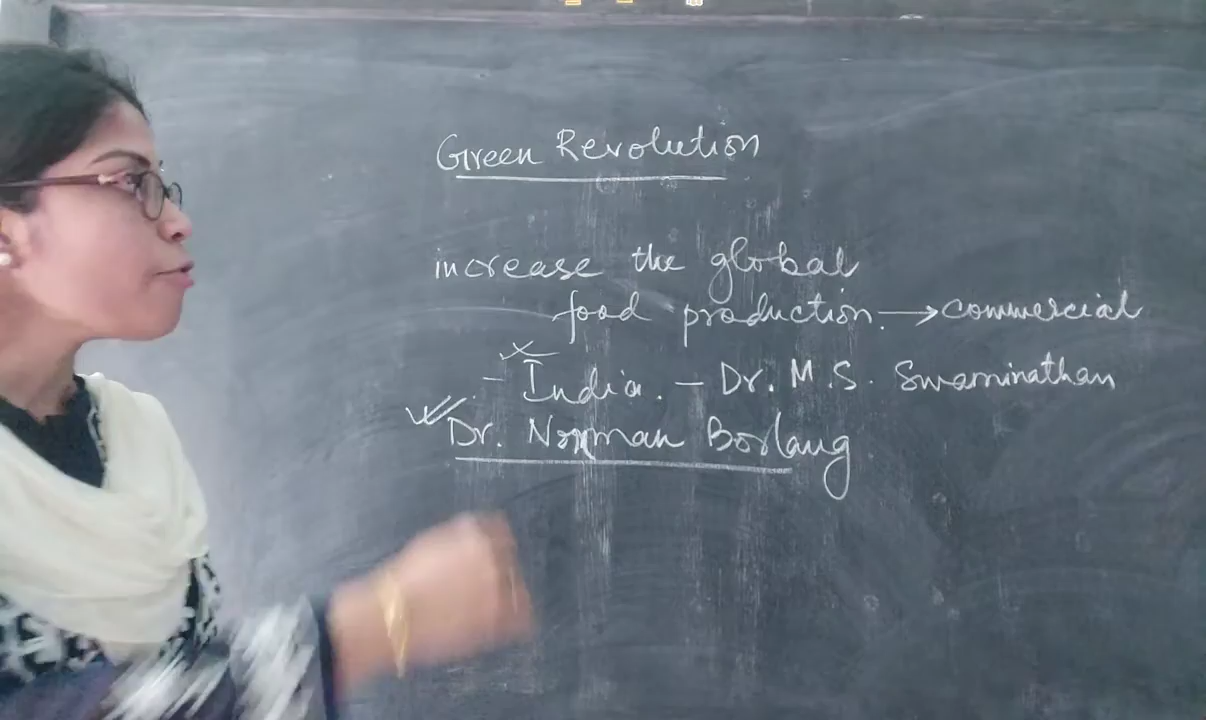 Green Revolution
increase the global
food production. → commercial
- India. - Dr. M.S. Swaminathan
Dr. Norman Borlaug